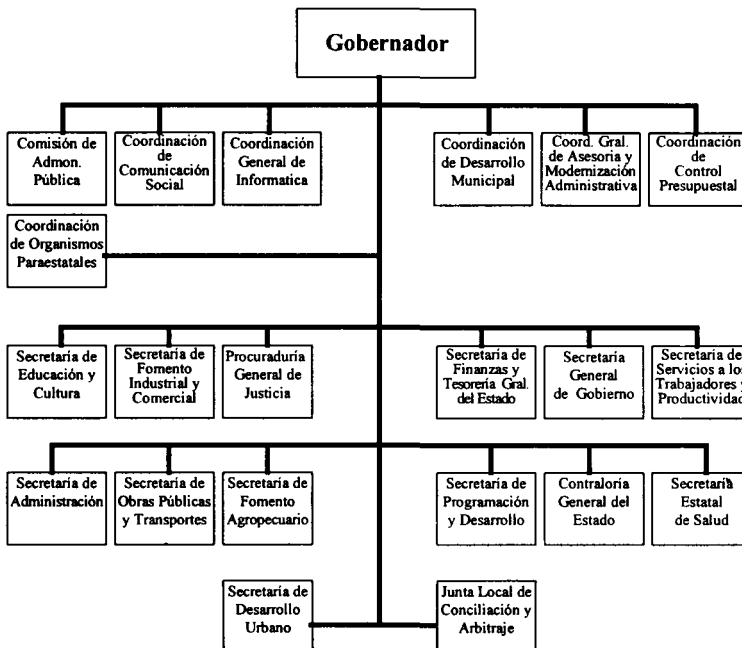 Gobernador
Comisión de
Admon.
Pública
Coordinación
de
Comunicación
Social
Coordinación
General de
Informatica
Coordinación
de Desarrollo
Municipal
Coord. Gral.
de Asesoria y
Modernización
Administrativa
Coordinación
de
Control
Presupuestal
Coordinación
de Organismos
Paraestatales
Secretaría de
Educación y
Cultura
Secretaría de
Fomento
Industrial y
Comercial
Procuraduría
General de
Justicia
Secretaría de
Finanzas y
Tesorería Gral.
del Estado
Secretaría
General
de Gobierno
Secretaría de
Servicios a los
Trabajadores y
Productividad
Secretaría de
Administración
Secretaría de
Obras Públicas
y Transportes
Secretaría de
Fomento
Agropecuario
Secretaría de
Programación
y Desarrollo
Contraloría
General del
Estado
Secretaría
Estatal
de Salud
Secretaría de
Desarrollo
Urbano
Junta Local de
Conciliación y
Arbitraje